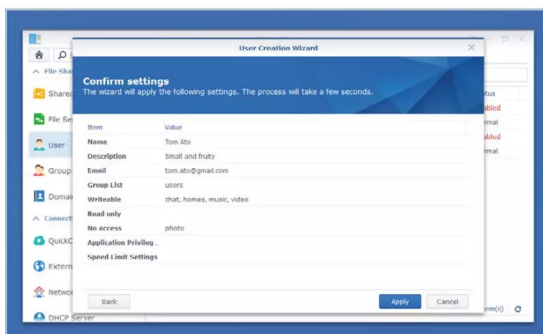 User Creation Wizard
Confirm settings
The wizard will apply the following settings. The process will take a few seconds.
Item Value
Name Tom Ato
Description Small and fruity
Email tom.ato@gmail.com
Group List users
Writeable chat, homes, music, video
Read only
No access photo
Application Privileg...
Speed Limit Settings
Back Apply Cancel
File Sha
Shared
File Se
User
Group
Domai
Connecti
QuickC
Extern
Networ
DHCP Server
tus
abled
rmal
abled
rmal
em(s)